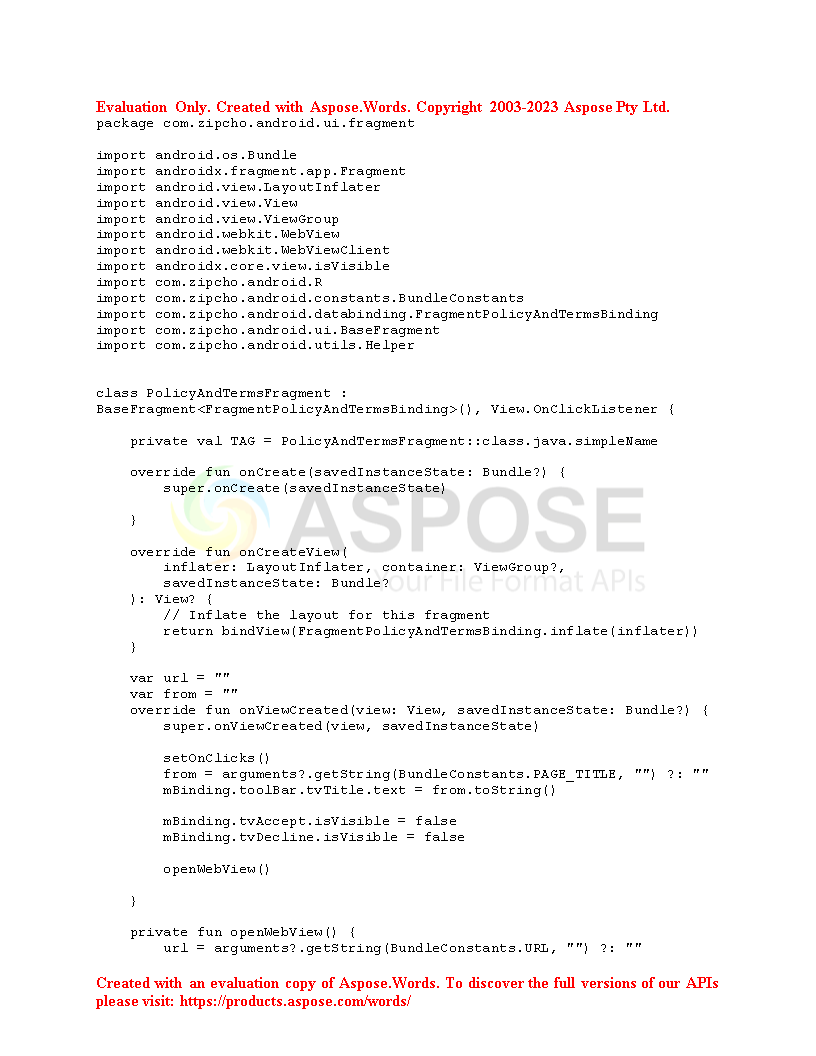 Evaluation Only. Created with Aspose.Words. Copyright 2003-2023 Aspose Pty Ltd.
package com.zipcho.android.ui.fragment

import android.os.Bundle
import androidx.fragment.app.Fragment
import android.view.LayoutInflater
import android.view.View
import android.view.ViewGroup
import android.webkit.WebView
import android.webkit.WebViewClient
import androidx.core.view.isVisible
import com.zipcho.android.R
import com.zipcho.android.constants.BundleConstants
import com.zipcho.android.databinding.FragmentPolicyAndTermsBinding
import com.zipcho.android.ui.BaseFragment
import com.zipcho.android.utils.Helper

class PolicyAndTermsFragment :
BaseFragment<FragmentPolicyAndTermsBinding>(), View.OnClickListener {

    private val TAG = PolicyAndTermsFragment::class.java.simpleName

    override fun onCreate(savedInstanceState: Bundle?) {
        super.onCreate(savedInstanceState)

    }

ASPOSE
    override fun onCreateView(
        inflater: LayoutInflater, container: ViewGroup?,
        savedInstanceState: Bundle?
Your File Format APIs
    ): View? {
        // Inflate the layout for this fragment
        return bindView(FragmentPolicyAndTermsBinding.inflate(inflater))
    }

    var url = ""
    var from = ""
    override fun onViewCreated(view: View, savedInstanceState: Bundle?) {
        super.onViewCreated(view, savedInstanceState)

        setOnClicks()
        from = arguments?.getString(BundleConstants.PAGE_TITLE, "") ?: ""
        mBinding.toolBar.tvTitle.text = from.toString()

        mBinding.tvAccept.isVisible = false
        mBinding.tvDecline.isVisible = false

        openWebView()

    }

    private fun openWebView() {
        url = arguments?.getString(BundleConstants.URL, "") ?: ""

Created with an evaluation copy of Aspose.Words. To discover the full versions of our APIs
please visit: https://products.aspose.com/words/